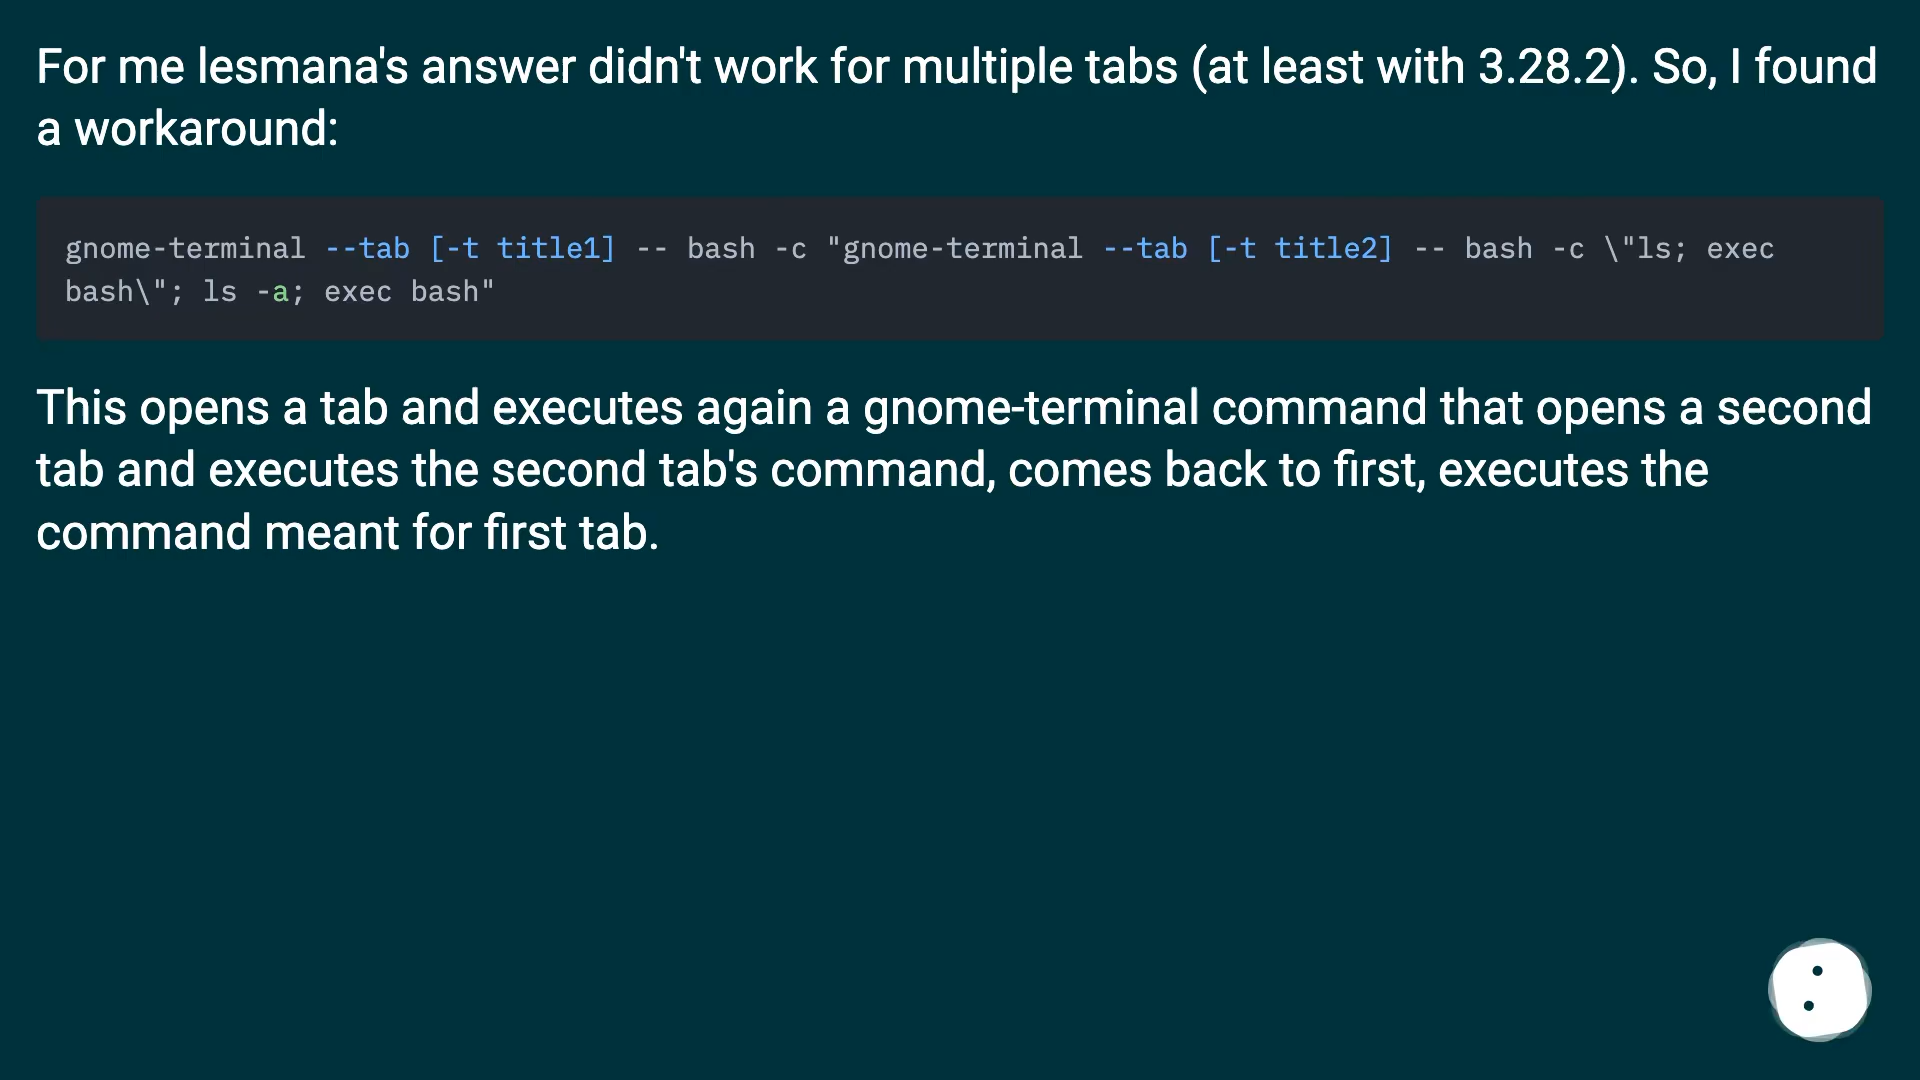 For me lesmana's answer didn't work for multiple tabs (at least with 3.28.2). So, I found
a workaround:
gnome-terminal --tab [-t title1] -- bash -c "gnome-terminal --tab [-t title2] -- bash -c \"ls; exec
bash\"; ls -a; exec bash"
This opens a tab and executes again a gnome-terminal command that opens a second
tab and executes the second tab's command, comes back to first, executes the
command meant for first tab.